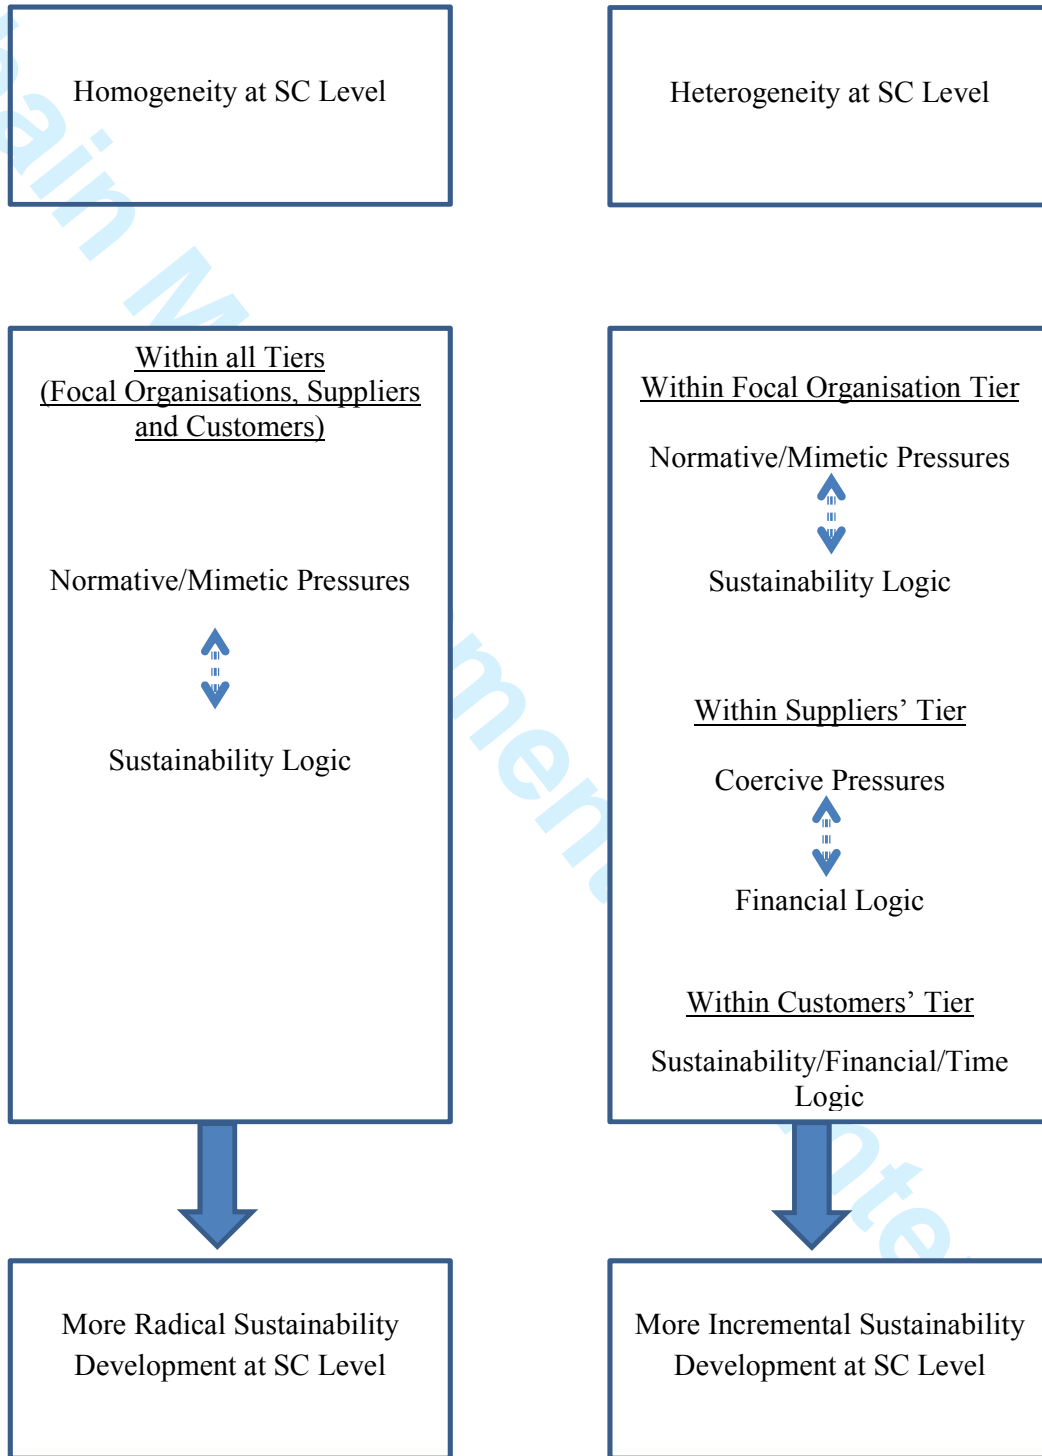 Homogeneity at SC Level
Heterogeneity at SC Level
Within all Tiers
(Focal Organisations, Suppliers
and Customers)
Normative/Mimetic Pressures
Sustainability Logic
Within Focal Organisation Tier
Normative/Mimetic Pressures
Sustainability Logic
Within Suppliers’ Tier
Coercive Pressures
Financial Logic
Within Customers’ Tier
Sustainability/Financial/Time
Logic
More Radical Sustainability
Development at SC Level
More Incremental Sustainability
Development at SC Level